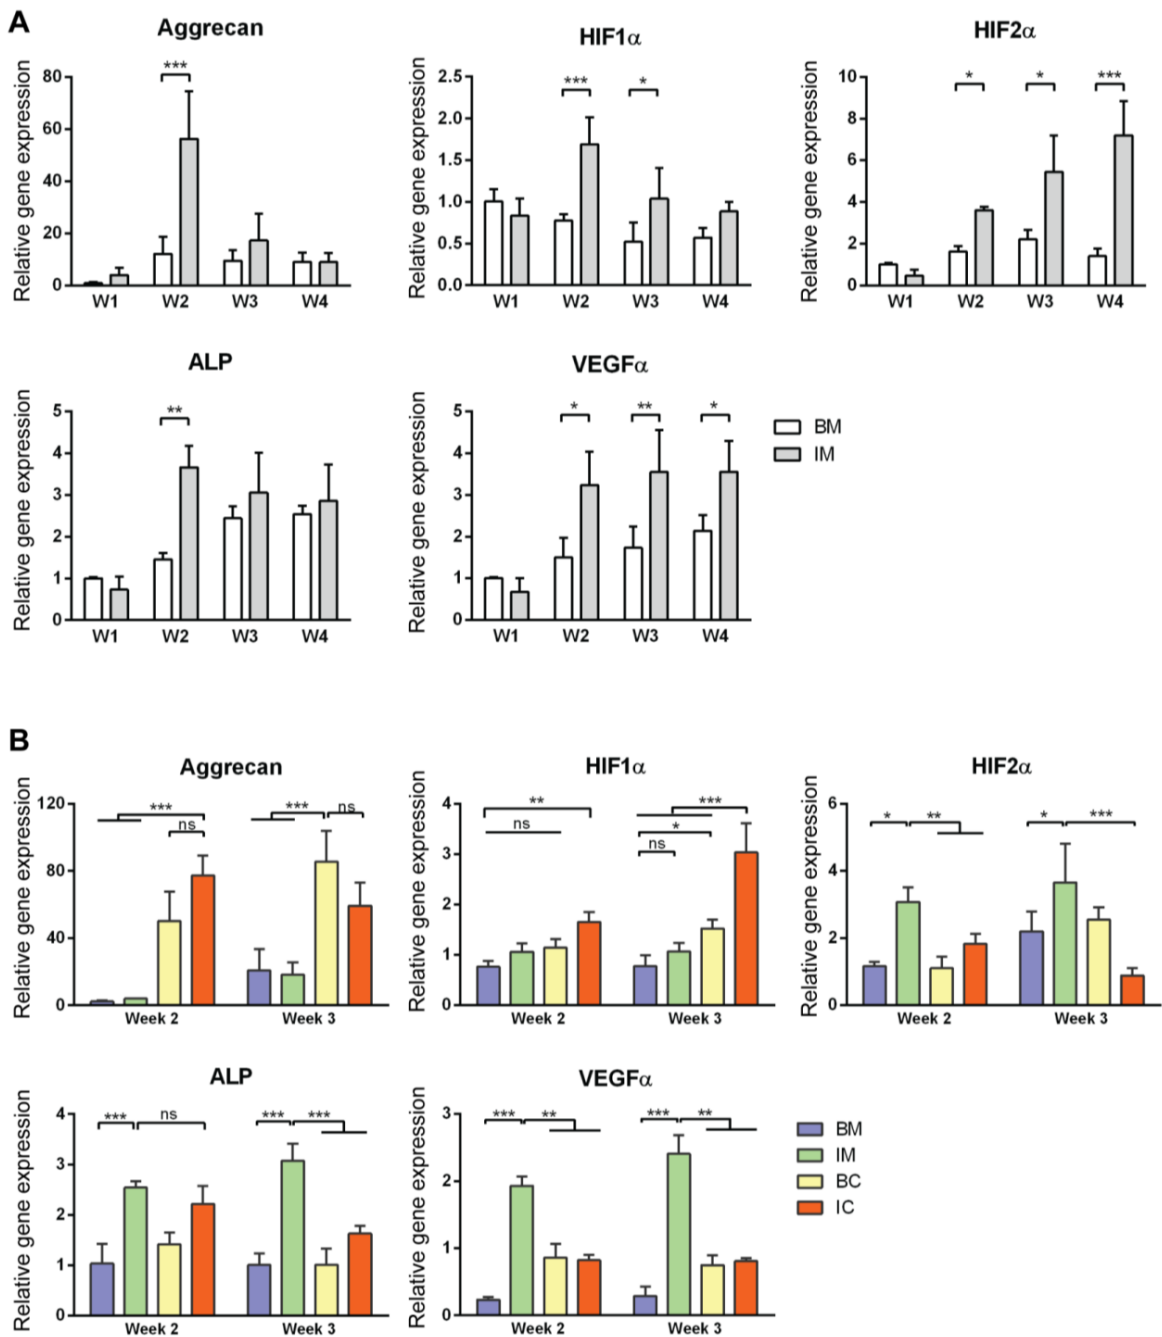 A
Aggrecan
HIF1α
HIF2α
Relative gene expression
80
60
40
20
0
***
W1 W2 W3 W4
Relative gene expression
2.5
2.0
1.5
1.0
0.5
0.0
*** *
W1 W2 W3 W4
Relative gene expression
10
8
6
4
2
0
* * ***
W1 W2 W3 W4
ALP
VEGFα
Relative gene expression
5
4
3
2
1
0
**
W1 W2 W3 W4
Relative gene expression
5
4
3
2
1
0
* ** *
W1 W2 W3 W4
BM
IM
B
Aggrecan
HIF1α
HIF2α
Relative gene expression
120
80
40
0
*** ns
*** ns
Week 2 Week 3
Relative gene expression
4
3
2
1
0
** ns
*** * ns
Week 2 Week 3
Relative gene expression
6
4
2
0
* ** * ***
Week 2 Week 3
ALP
VEGFα
Relative gene expression
4
3
2
1
0
*** ns *** ***
Week 2 Week 3
Relative gene expression
3
2
1
0
*** ** *** **
Week 2 Week 3
BM
IM
BC
IC